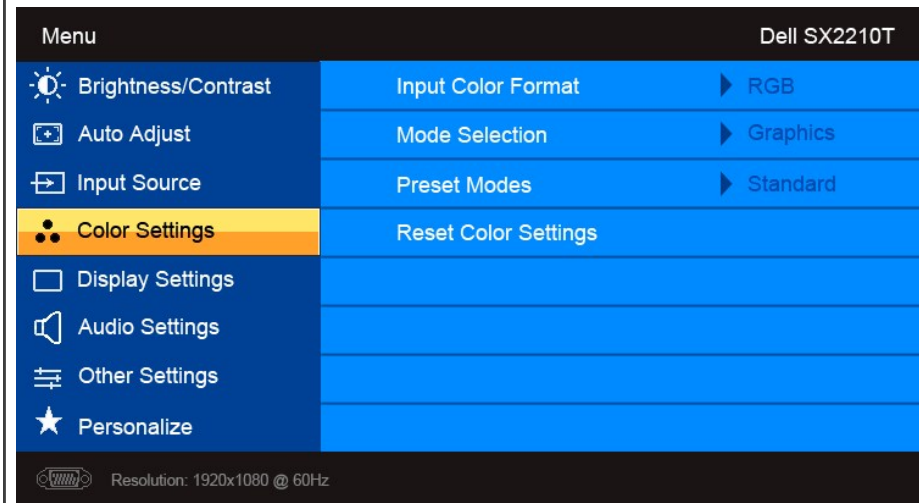 Menu Dell SX2210T
Brightness/Contrast Input Color Format RGB
Auto Adjust Mode Selection Graphics
Input Source Preset Modes Standard
Color Settings Reset Color Settings
Display Settings
Audio Settings
Other Settings
Personalize
Resolution: 1920x1080 @ 60Hz